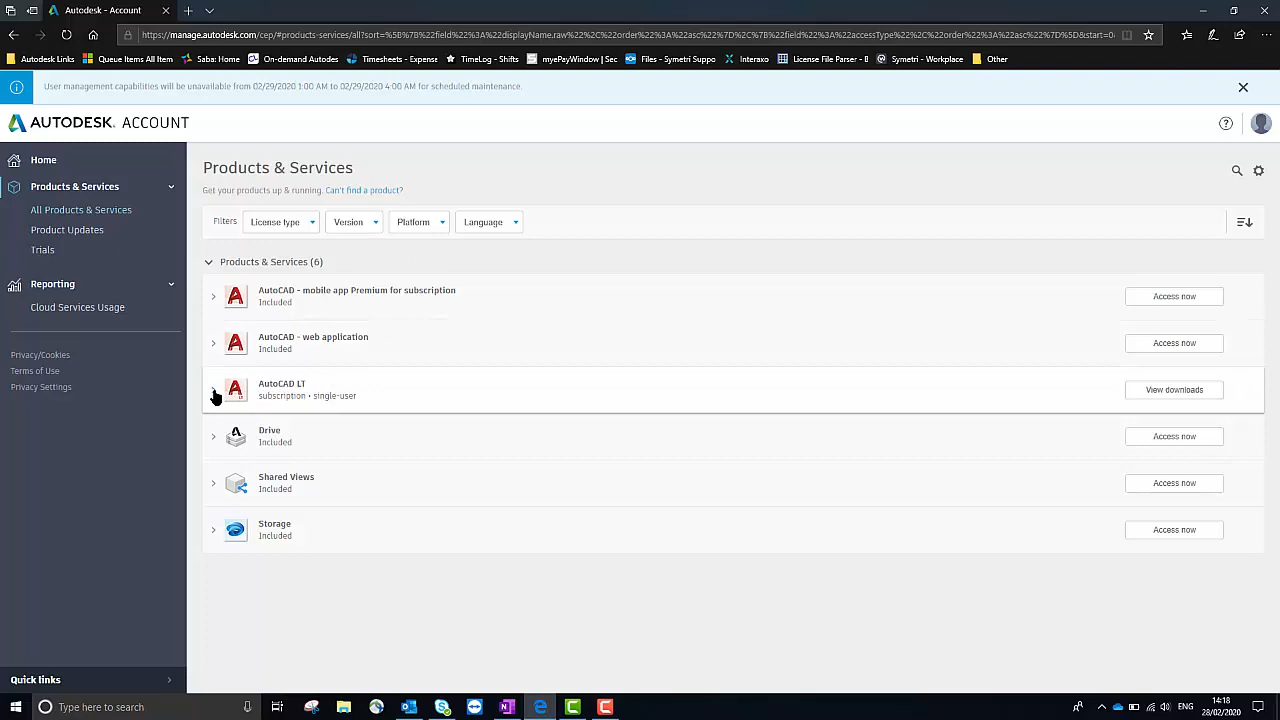 Autodesk - Account
https://manage.autodesk.com/cep/#products-services/all?sort=%5B%7B%22field%22%3A%22displayName.raw%22%2C%22order%22%3A%22asc%22%7D%2C%7B%22field%22%3A%22accessType%22%2C%22order%22%3A%22asc%22%7D%5D&start=0
Autodesk Links
Queue Items All Item
Saba: Home
On demand Autodes
Timesheets - Expense
TimeLog - Shifts
myePayWindow | Sec
Files - Symetri Suppo
Interaxo
License File Parser - D
Symetri - Workplace
Other
User management capabilities will be unavailable from 02/29/2020 1:00 AM to 02/29/2020 4:00 AM for scheduled maintenance.
AUTODESK. ACCOUNT
Home
Products & Services
All Products & Services
Product Updates
Trials
Reporting
Cloud Services Usage
Privacy/Cookies
Terms of Use
Privacy Settings
Quick links
Products & Services
Get your products up & running. Can't find a product?
Filters License type Version Platform Language
Products & Services (6)
AutoCAD - mobile app Premium for subscription
Included
Access now
AutoCAD - web application
Included
Access now
AutoCAD LT
subscription • single-user
View downloads
Drive
Included
Access now
Shared Views
Included
Access now
Storage
Included
Access now
Type here to search
ENG
14:18
28/02/2020